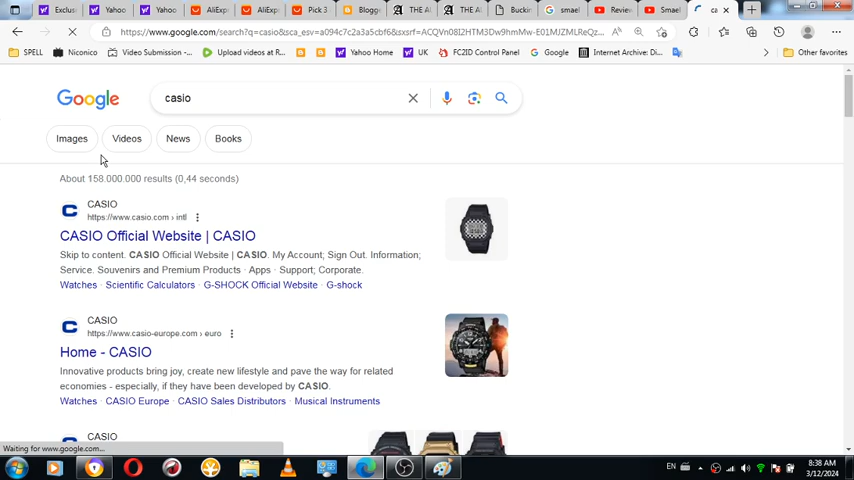 Exclus
Yahoo
Yahoo
AliExp
AliExp
Pick 3
Blogg
THE Al
THE Al
Buckin
smael
Review
Smael
ca
https://www.google.com/search?q=casio&sca_esv=a094c7c2a3a5cbf6&sxsrf=ACQVn08I2HTM3Dw9hmMw-E01MJZMLReQz...
SPELL
Niconico
Video Submission -...
Upload videos at R...
Yahoo Home
UK
FC2ID Control Panel
Google
Internet Archive: Di...
Other favorites
Google
casio
Images
Videos
News
Books
About 158.000.000 results (0,44 seconds)
CASIO
https://www.casio.com › intl
CASIO Official Website | CASIO
Skip to content. CASIO Official Website | CASIO. My Account; Sign Out. Information;
Service. Souvenirs and Premium Products · Apps · Support; Corporate.
Watches · Scientific Calculators · G-SHOCK Official Website · G-shock
CASIO
https://www.casio-europe.com › euro
Home - CASIO
Innovative products bring joy, create new lifestyle and pave the way for related
economies - especially, if they have been developed by CASIO.
Watches · CASIO Europe · CASIO Sales Distributors · Musical Instruments
CASIO
Waiting for www.google.com...
EN
8:38 AM
3/12/2024